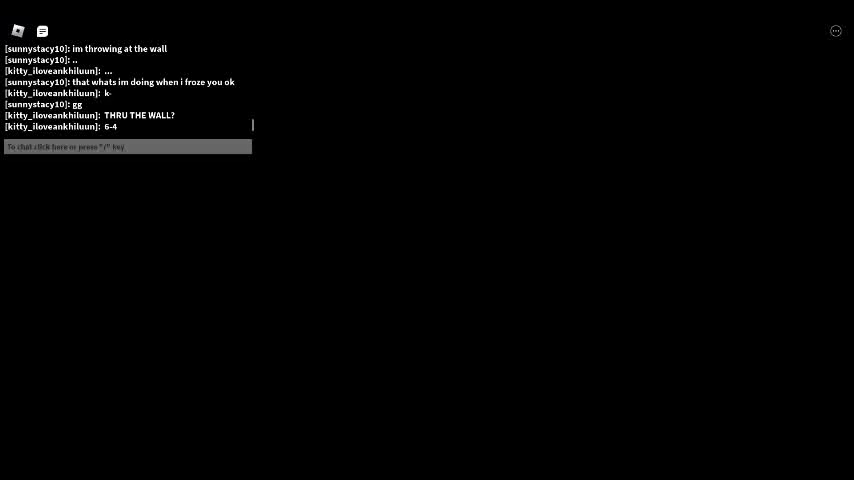 [sunnystacy10]: im throwing at the wall
[sunnystacy10]: ..
[kitty_iloveankhiluun]: ...
[sunnystacy10]: that whats im doing when i froze you ok
[kitty_iloveankhiluun]: k-
[sunnystacy10]: gg
[kitty_iloveankhiluun]: THRU THE WALL?
[kitty_iloveankhiluun]: 6-4
To chat click here or press "/" key